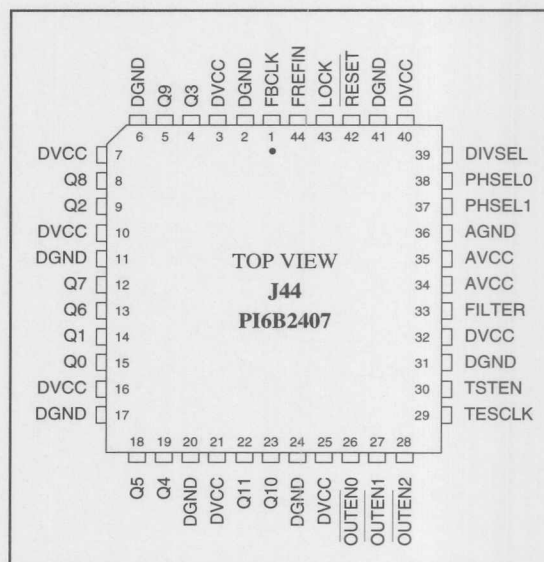 DGND Q9 Q3 DVCC DGND FBCLK FREFIN LOCK RESET DGND DVCC
6 5 4 3 2 1 44 43 42 41 40
DVCC 7 39 DIVSEL
Q8 8 38 PHSEL0
Q2 9 37 PHSEL1
DVCC 10 36 AGND
DGND 11 35 AVCC
Q7 12 34 AVCC
Q6 13 33 FILTER
Q1 14 32 DVCC
Q0 15 31 DGND
DVCC 16 30 TSTEN
DGND 17 29 TESCLK
TOP VIEW
J44
PI6B2407
18 19 20 21 22 23 24 25 26 27 28
Q5 Q4 DGND DVCC Q11 Q10 DGND DVCC OUTEN0 OUTEN1 OUTEN2